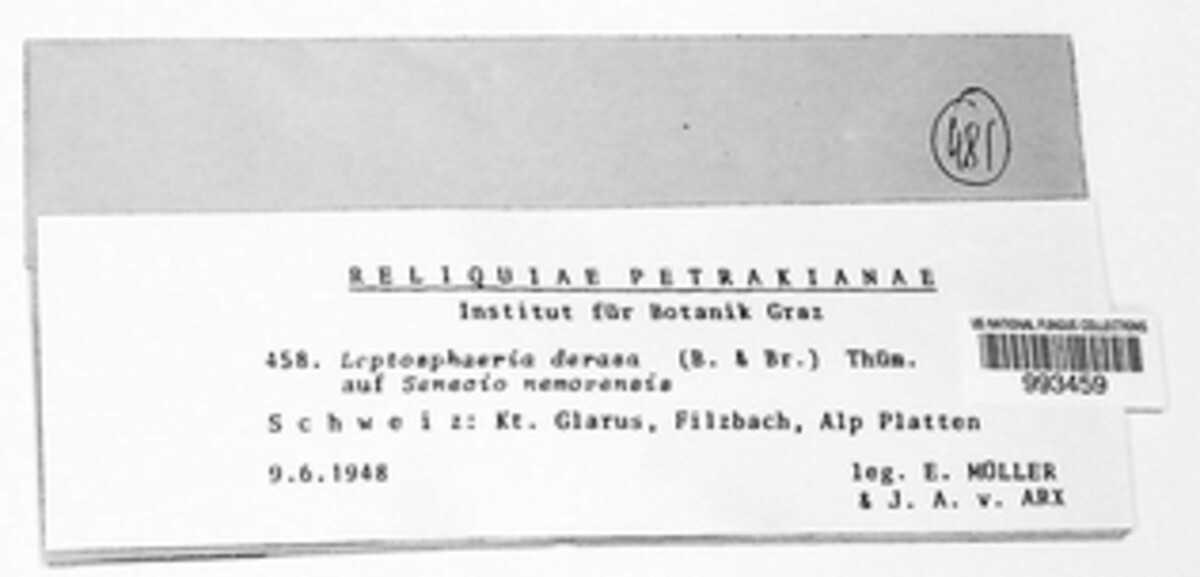 481
RELIQUIAE PETRAKIANAE
Institut für Botanik Graz
458. Leptosphaeria derasa (B. & Br.) Thüm.
auf Senecio nemorensis
Schweiz: Kt. Glarus, Filzbach, Alp Platten
9.6.1948
leg. E. MÜLLER
& J. A. v. ARX
US NATIONAL FUNGUS COLLECTIONS
993459